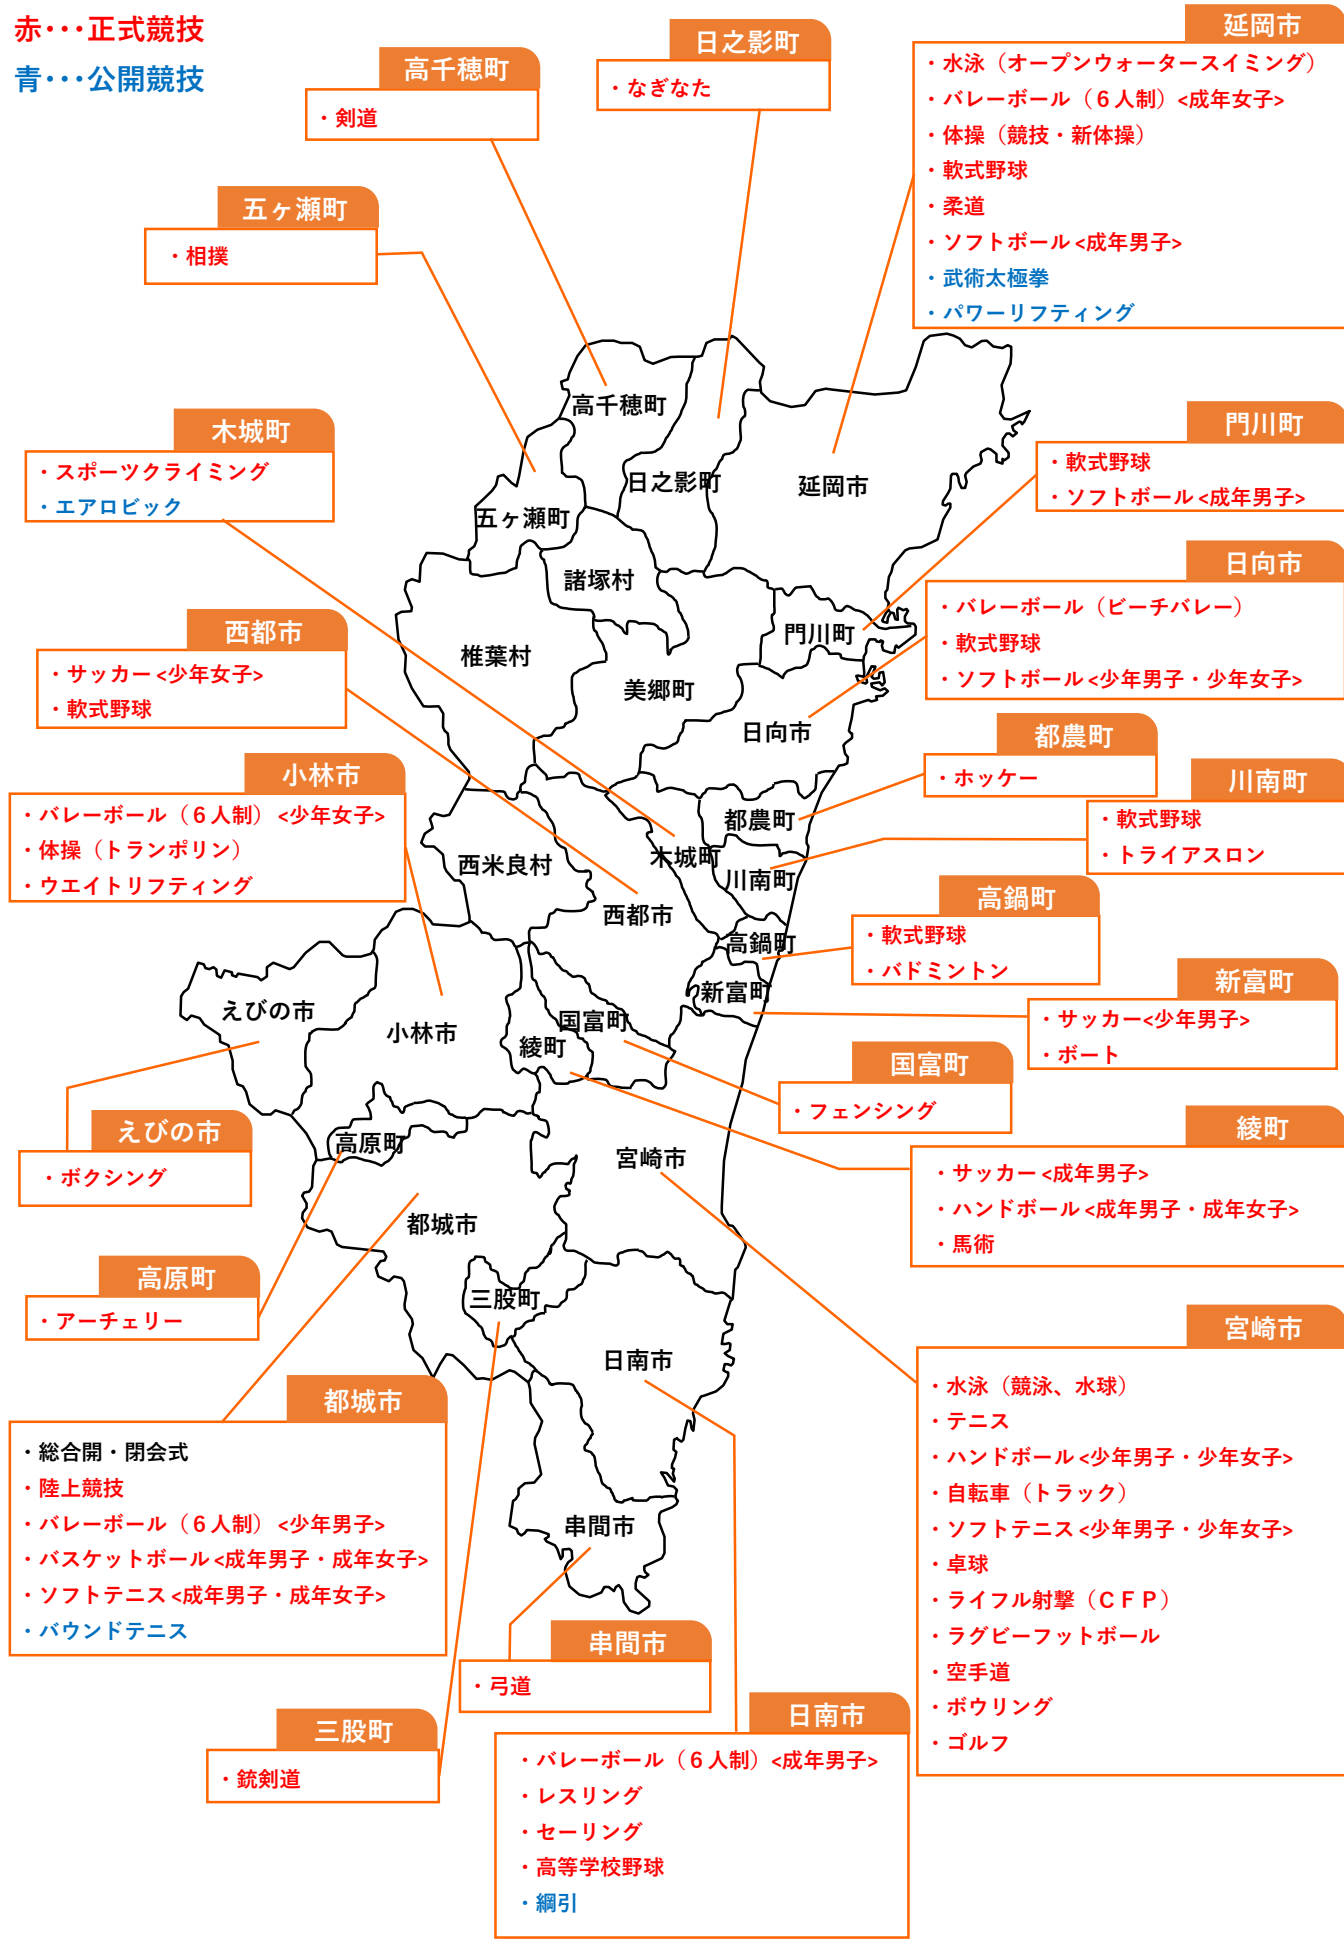 赤･･･正式競技
青･･･公開競技
高千穂町
・剣道
日之影町
・なぎなた
延岡市
・水泳（オープンウォータースイミング）
・バレーボール（６人制）<成年女子>
・体操（競技・新体操）
・軟式野球
・柔道
・ソフトボール<成年男子>
・武術太極拳
・パワーリフティング
五ヶ瀬町
・相撲
木城町
・スポーツクライミング
・エアロビック
門川町
・軟式野球
・ソフトボール<成年男子>
日向市
・バレーボール（ビーチバレー）
・軟式野球
・ソフトボール<少年男子・少年女子>
西都市
・サッカー<少年女子>
・軟式野球
都農町
・ホッケー
小林市
・バレーボール（６人制）<少年女子>
・体操（トランポリン）
・ウエイトリフティング
川南町
・軟式野球
・トライアスロン
高鍋町
・軟式野球
・バドミントン
新富町
・サッカー<少年男子>
・ボート
国富町
・フェンシング
えびの市
・ボクシング
綾町
・サッカー<成年男子>
・ハンドボール<成年男子・成年女子>
・馬術
高原町
・アーチェリー
宮崎市
・水泳（競泳、水球）
・テニス
・ハンドボール<少年男子・少年女子>
・自転車（トラック）
・ソフトテニス<少年男子・少年女子>
・卓球
・ライフル射撃（ＣＦＰ）
・ラグビーフットボール
・空手道
・ボウリング
・ゴルフ
都城市
・総合開・閉会式
・陸上競技
・バレーボール（６人制）<少年男子>
・バスケットボール<成年男子・成年女子>
・ソフトテニス<成年男子・成年女子>
・バウンドテニス
串間市
・弓道
三股町
・銃剣道
日南市
・バレーボール（６人制）<成年男子>
・レスリング
・セーリング
・高等学校野球
・綱引
高千穂町
日之影町
延岡市
五ヶ瀬町
諸塚村
門川町
椎葉村
美郷町
日向市
都農町
木城町
西米良村
川南町
西都市
高鍋町
新富町
えびの市
国富町
小林市
綾町
高原町
宮崎市
都城市
三股町
日南市
串間市